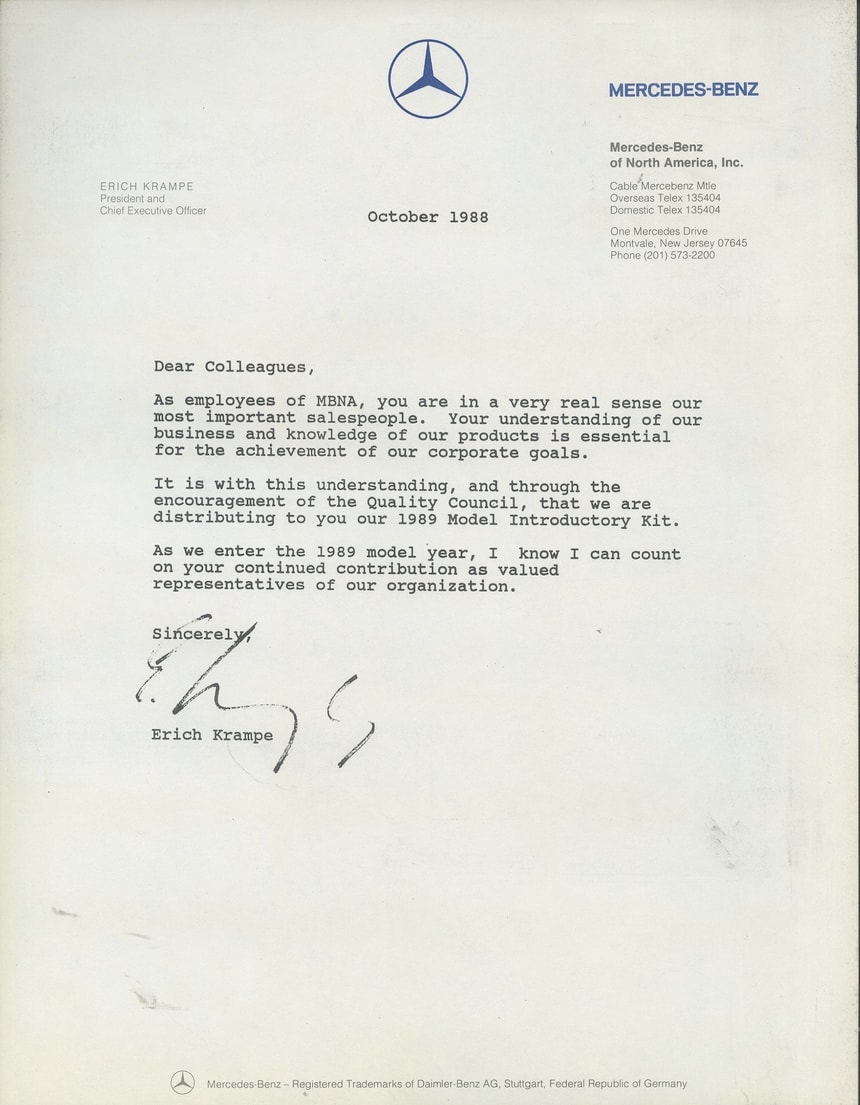 MERCEDES-BENZ
Mercedes-Benz
of North America, Inc.
ERICH KRAMPE
President and
Chief Executive Officer
October 1988
Cable Mercebenz Mtle
Overseas Telex 135404
Domestic Telex 135404
One Mercedes Drive
Montvale, New Jersey 07645
Phone (201) 573-2200
Dear Colleagues,
As employees of MBNA, you are in a very real sense our
most important salespeople.  Your understanding of our
business and knowledge of our products is essential
for the achievement of our corporate goals.
It is with this understanding, and through the
encouragement of the Quality Council, that we are
distributing to you our 1989 Model Introductory Kit.
As we enter the 1989 model year, I  know I can count
on your continued contribution as valued
representatives of our organization.
Sincerely,
Erich Krampe
Mercedes-Benz – Registered Trademarks of Daimler-Benz AG, Stuttgart, Federal Republic of Germany